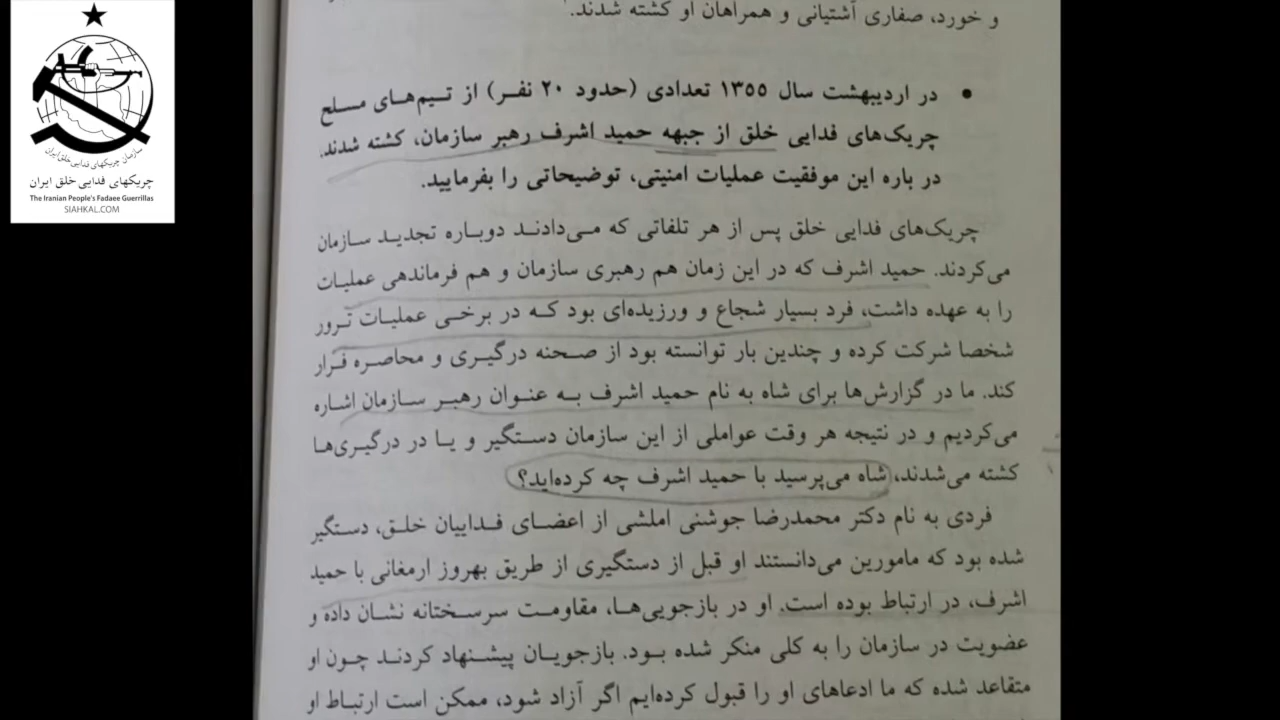 سازمان چریکهای فدایی خلق ایران
چریکهای فدایی خلق ایران
The Iranian People's Fadaee Guerrillas
SIAHKAL.COM
و خورد، صفاری آشتیانی و همراهان او کشته شدند.
• در اردیبهشت سال ۱۳۵۵ تعدادی (حدود ۲۰ نفر) از تیم‌های مسلح
چریک‌های فدایی خلق از جبهه حمید اشرف رهبر سازمان، کشته شدند.
در باره این موفقیت عملیات امنیتی، توضیحاتی را بفرمایید.
چریک‌های فدایی خلق پس از هر تلفاتی که می‌دادند دوباره تجدید سازمان
می‌کردند. حمید اشرف که در این زمان هم رهبری سازمان و هم فرماندهی عملیات
را به عهده داشت، فرد بسیار شجاع و ورزیده‌ای بود که در برخی عملیات ترور
شخصا شرکت کرده و چندین بار توانسته بود از صحنه درگیری و محاصره فرار
کند. ما در گزارش‌ها برای شاه به نام حمید اشرف به عنوان رهبر سازمان اشاره
می‌کردیم و در نتیجه هر وقت عواملی از این سازمان دستگیر و یا در درگیری‌ها
کشته می‌شدند، شاه می‌پرسید با حمید اشرف چه کرده‌اید؟
فردی به نام دکتر محمدرضا جوشنی املشی از اعضای فداییان خلق، دستگیر
شده بود که مامورین می‌دانستند او قبل از دستگیری از طریق بهروز ارمغانی با حمید
اشرف، در ارتباط بوده است. او در بازجویی‌ها، مقاومت سرسختانه نشان داده و
عضویت در سازمان را به کلی منکر شده بود. بازجویان پیشنهاد کردند چون او
متقاعد شده که ما ادعاهای او را قبول کرده‌ایم اگر آزاد شود، ممکن است ارتباط او